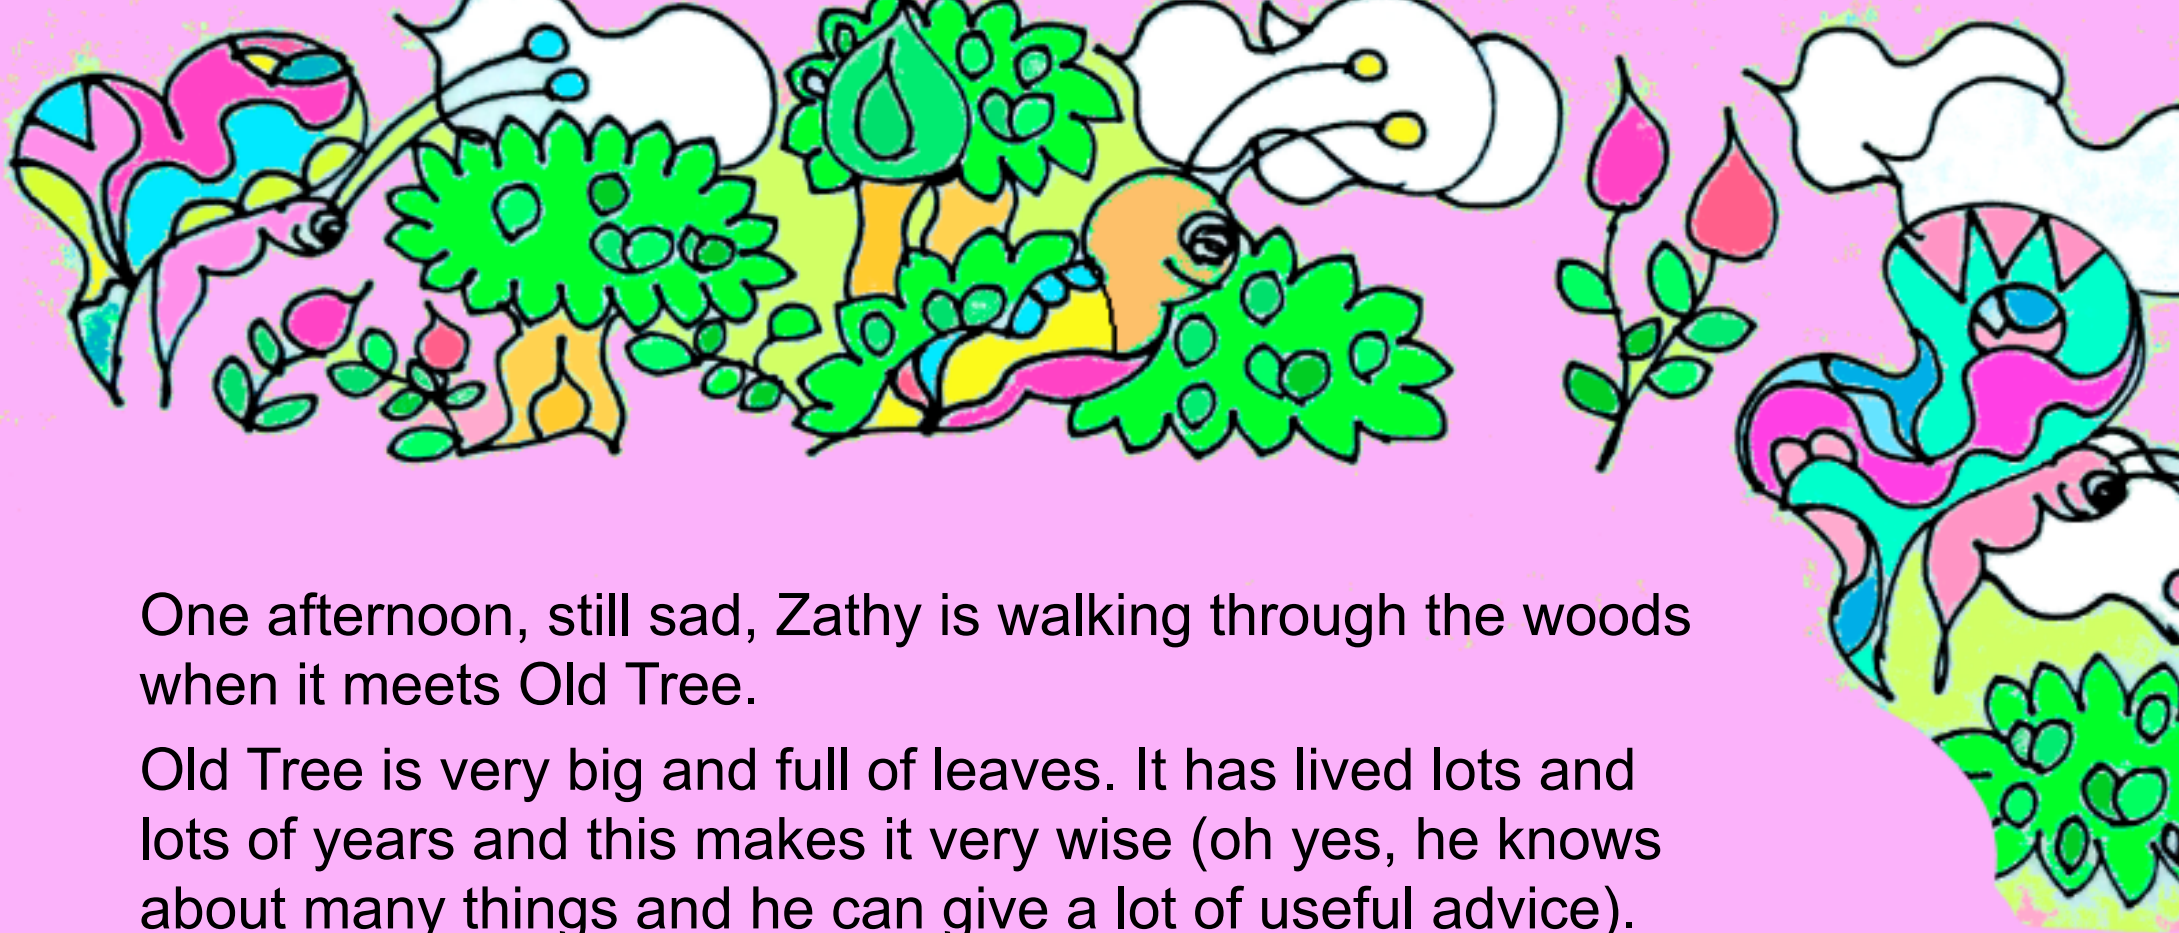 One afternoon, still sad, Zathy is walking through the woods
when it meets Old Tree.
Old Tree is very big and full of leaves. It has lived lots and
lots of years and this makes it very wise (oh yes, he knows
about many things and he can give a lot of useful advice).